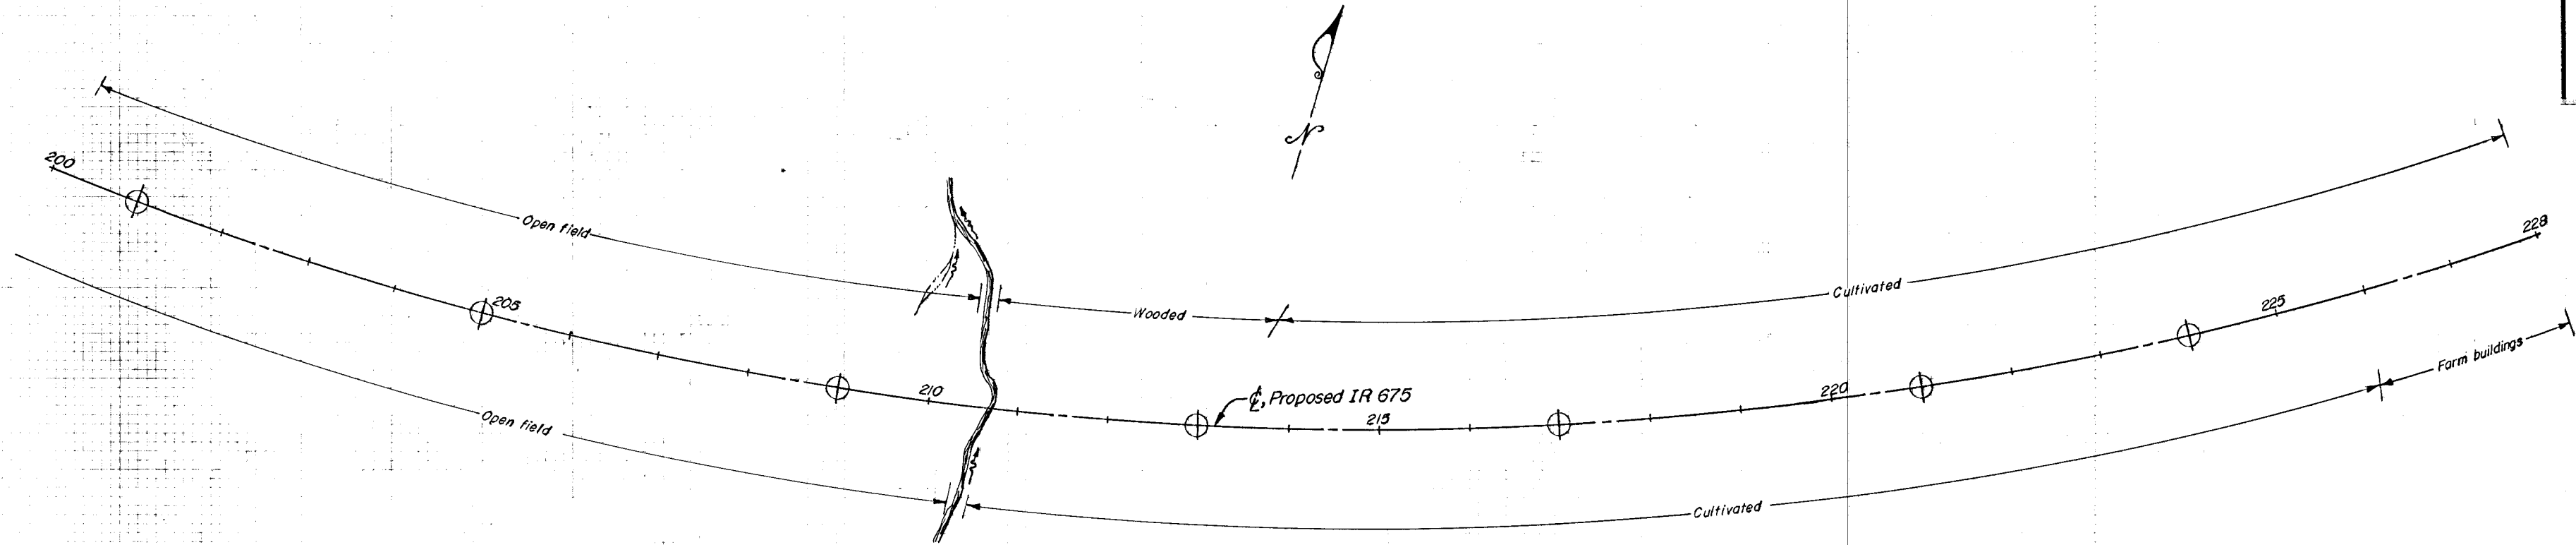 N
200
Open field
205
Open field
210
Wooded
℄, Proposed IR 675
215
Cultivated
220
Cultivated
225
228
Farm buildings